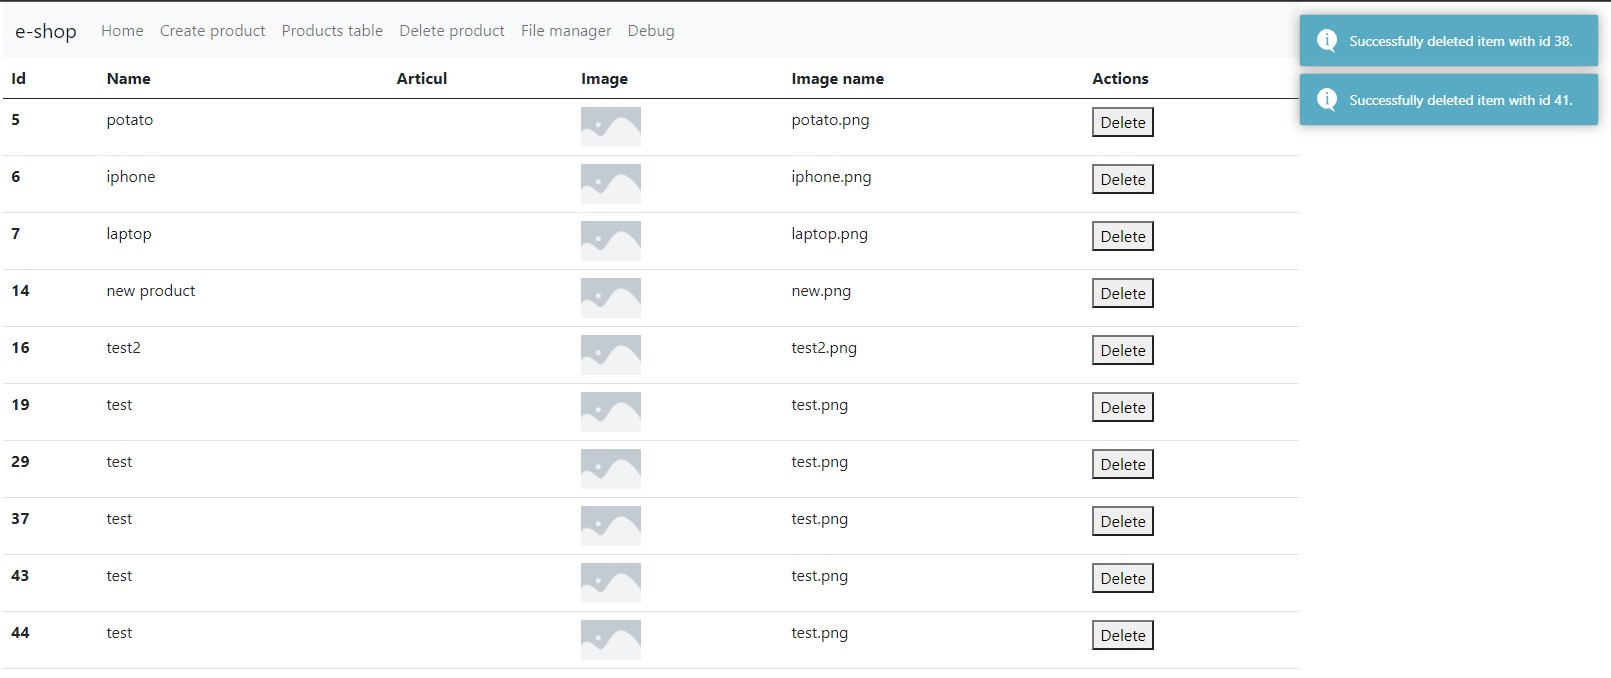 e-shop Home Create product Products table Delete product File manager Debug
Successfully deleted item with id 38.
Successfully deleted item with id 41.
Id Name Articul Image Image name Actions
5 potato potato.png Delete
6 iphone iphone.png Delete
7 laptop laptop.png Delete
14 new product new.png Delete
16 test2 test2.png Delete
19 test test.png Delete
29 test test.png Delete
37 test test.png Delete
43 test test.png Delete
44 test test.png Delete